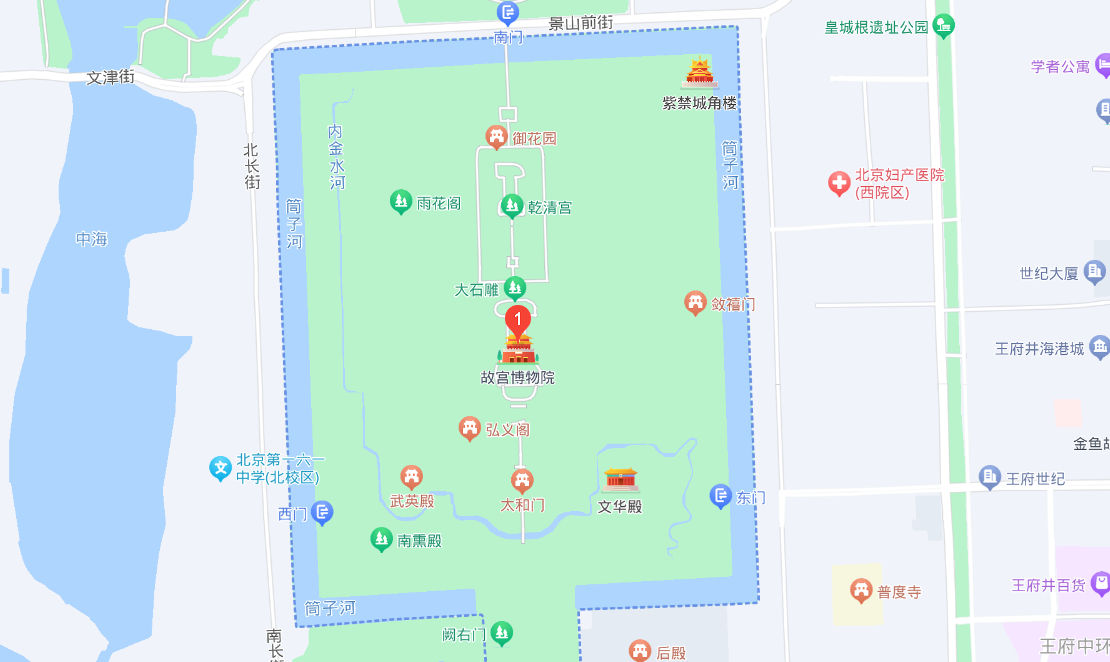 景山前街
皇城根遗址公园
南门
学者公寓
文津街
紫禁城角楼
御花园
内金水河
北长街
筒子河
北京妇产医院
(西院区)
雨花阁
乾清宫
筒子河
中海
世纪大厦
大石雕
敛禧门
1
王府井海港城
故宫博物院
弘义阁
金鱼胡
北京第一六一
中学(北校区)
文
武英殿
太和门
文华殿
东门
王府世纪
西门
南熏殿
王府井百货
普度寺
筒子河
阙右门
南长街
后殿
王府中环